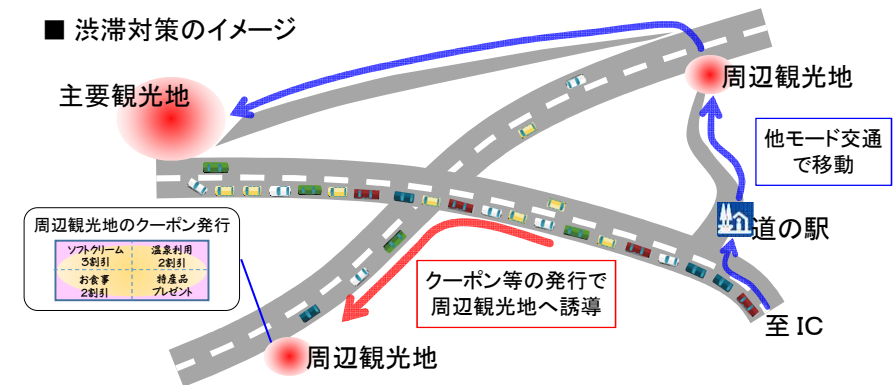 ■ 渋滞対策のイメージ
主要観光地
周辺観光地
他モード交通
で移動
周辺観光地のクーポン発行
ソフトクリーム
3割引
温泉利用
2割引
お食事
2割引
特産品
プレゼント
道の駅
クーポン等の発行で
周辺観光地へ誘導
至 IC
周辺観光地